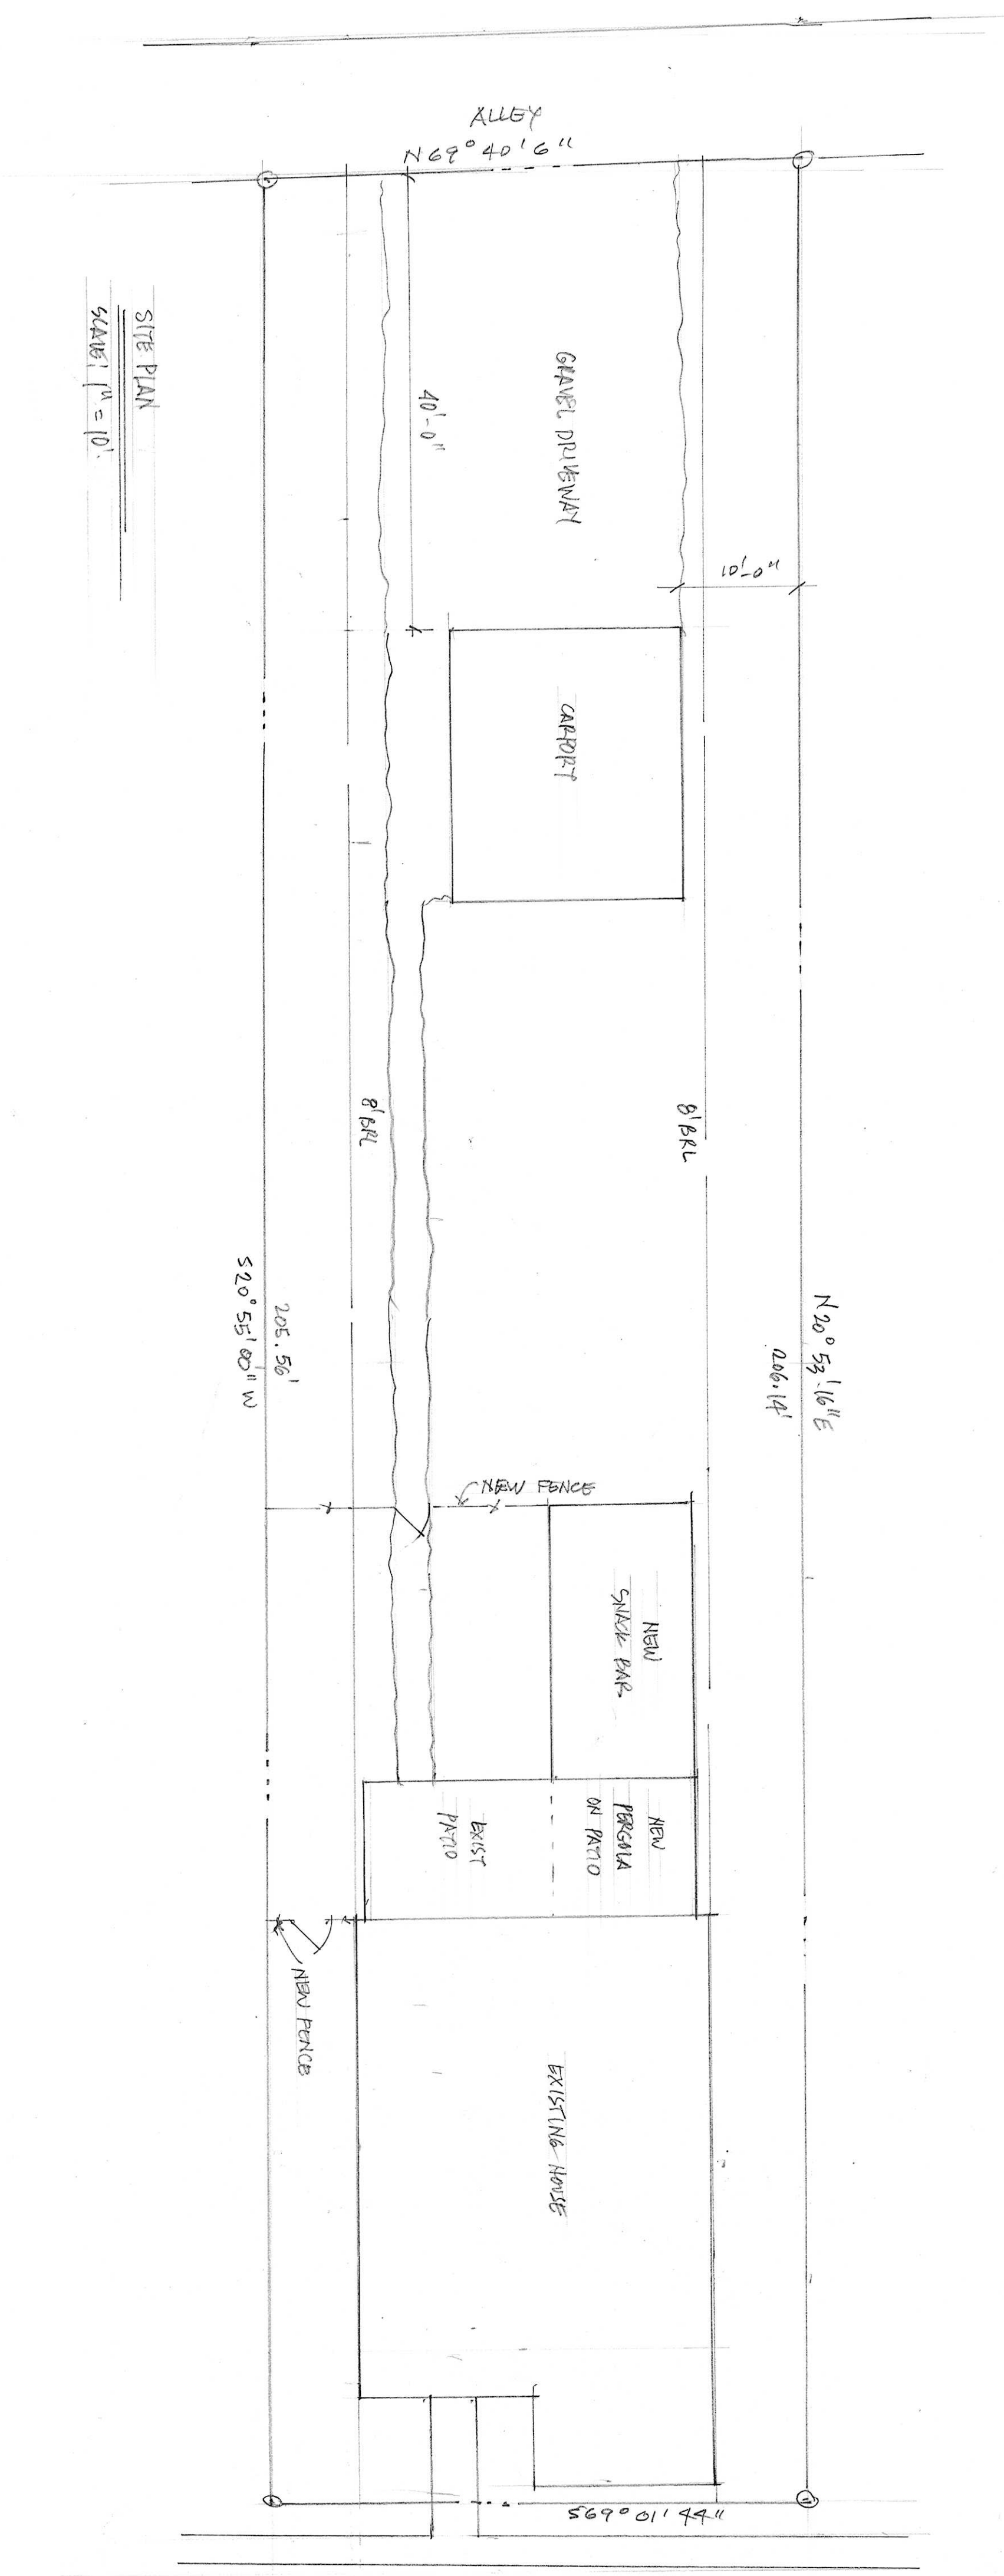 ALLEY
N69°40'6"
SITE PLAN
SCALE: 1" = 10'
40'-0"
GRAVEL DRIVEWAY
10'-0"
CARPORT
8' BRL
8' BRL
205.56'
S20°55'00"W
N20°53'16"E
206.14'
NEW FENCE
NEW
SNACK BAR
EXIST
PATIO
NEW
PERGOLA
ON PATIO
NEW FENCE
EXISTING HOUSE
S69°01'44"